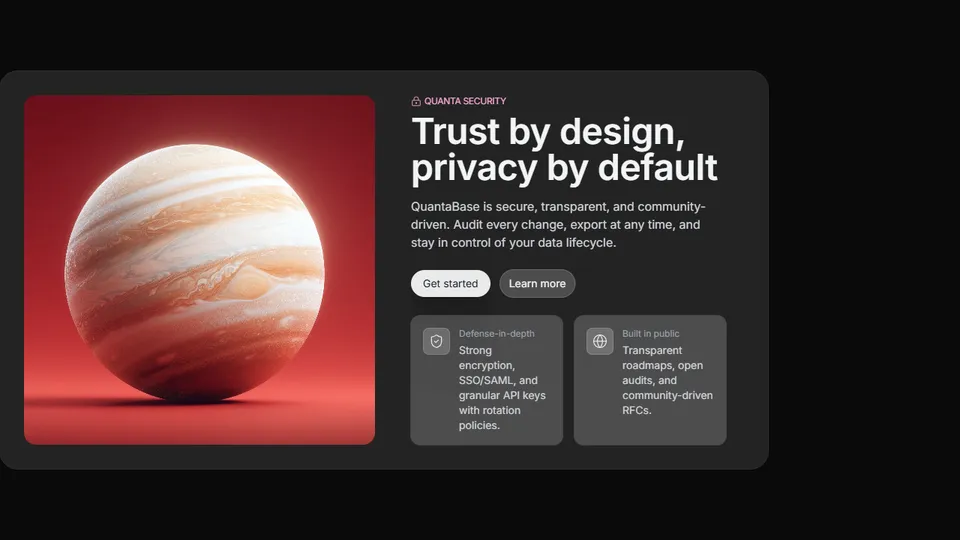 QUANTA SECURITY
Trust by design,
privacy by default
QuantaBase is secure, transparent, and community-
driven. Audit every change, export at any time, and
stay in control of your data lifecycle.
Get started
Learn more
Defense-in-depth
Strong
encryption,
SSO/SAML, and
granular API keys
with rotation
policies.
Built in public
Transparent
roadmaps, open
audits, and
community-driven
RFCs.